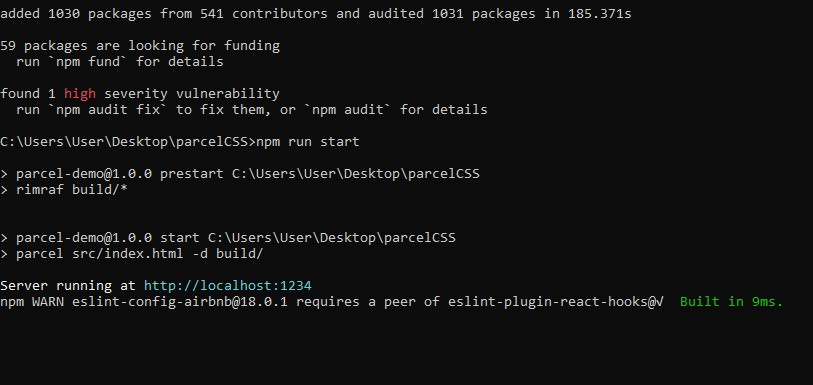 added 1030 packages from 541 contributors and audited 1031 packages in 185.371s
59 packages are looking for funding
run `npm fund` for details
found 1 high severity vulnerability
run `npm audit fix` to fix them, or `npm audit` for details
C:\Users\User\Desktop\parcelCSS>npm run start
> parcel-demo@1.0.0 prestart C:\Users\User\Desktop\parcelCSS
> rimraf build/*
> parcel-demo@1.0.0 start C:\Users\User\Desktop\parcelCSS
> parcel src/index.html -d build/
Server running at http://localhost:1234
npm WARN eslint-config-airbnb@18.0.1 requires a peer of eslint-plugin-react-hooks@√  Built in 9ms.